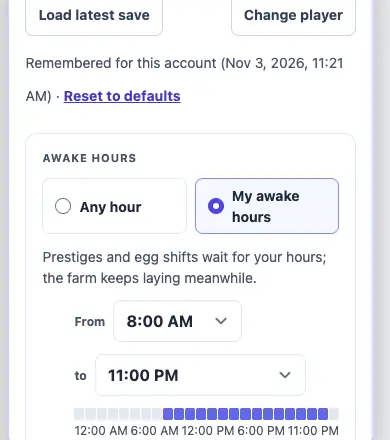 Load latest save
Change player
Remembered for this account (Nov 3, 2026, 11:21
AM) · Reset to defaults
AWAKE HOURS
Any hour
My awake
hours
Prestiges and egg shifts wait for your hours;
the farm keeps laying meanwhile.
From
8:00 AM
to
11:00 PM
12:00 AM 6:00 AM 12:00 PM 6:00 PM 11:00 PM